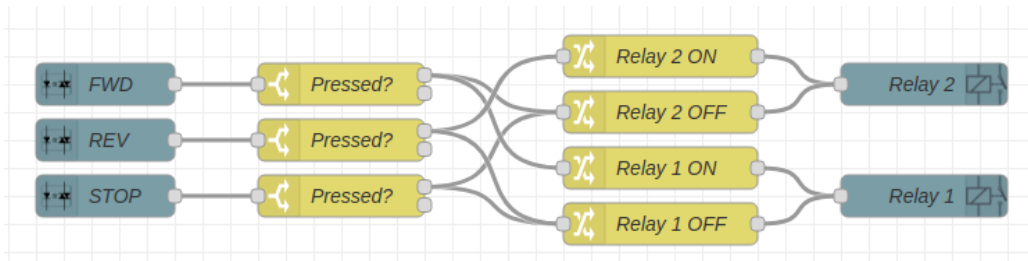 FWD
REV
STOP
Pressed?
Pressed?
Pressed?
Relay 2 ON
Relay 2 OFF
Relay 1 ON
Relay 1 OFF
Relay 2
Relay 1